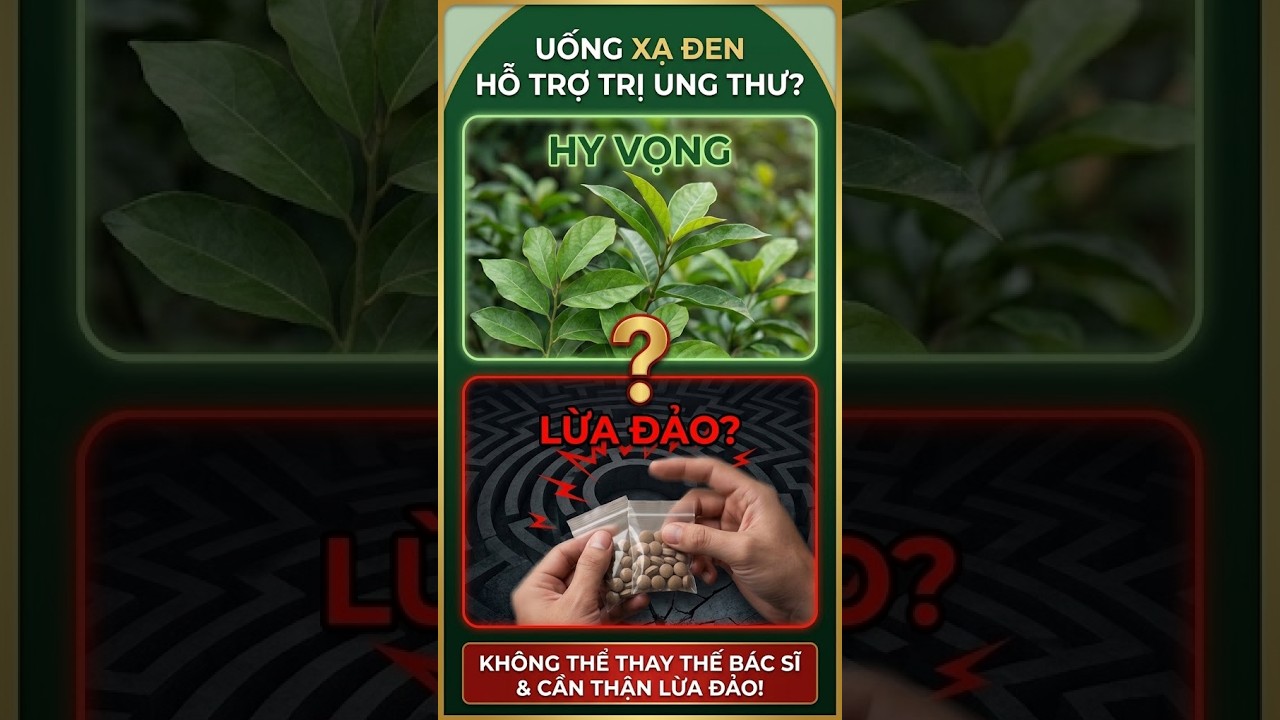 UỐNG XẠ ĐEN
HỖ TRỢ TRỊ UNG THƯ?
HY VỌNG
?
LỪA ĐẢO?
KHÔNG THỂ THAY THẾ BÁC SĨ
& CẨN THẬN LỪA ĐẢO!